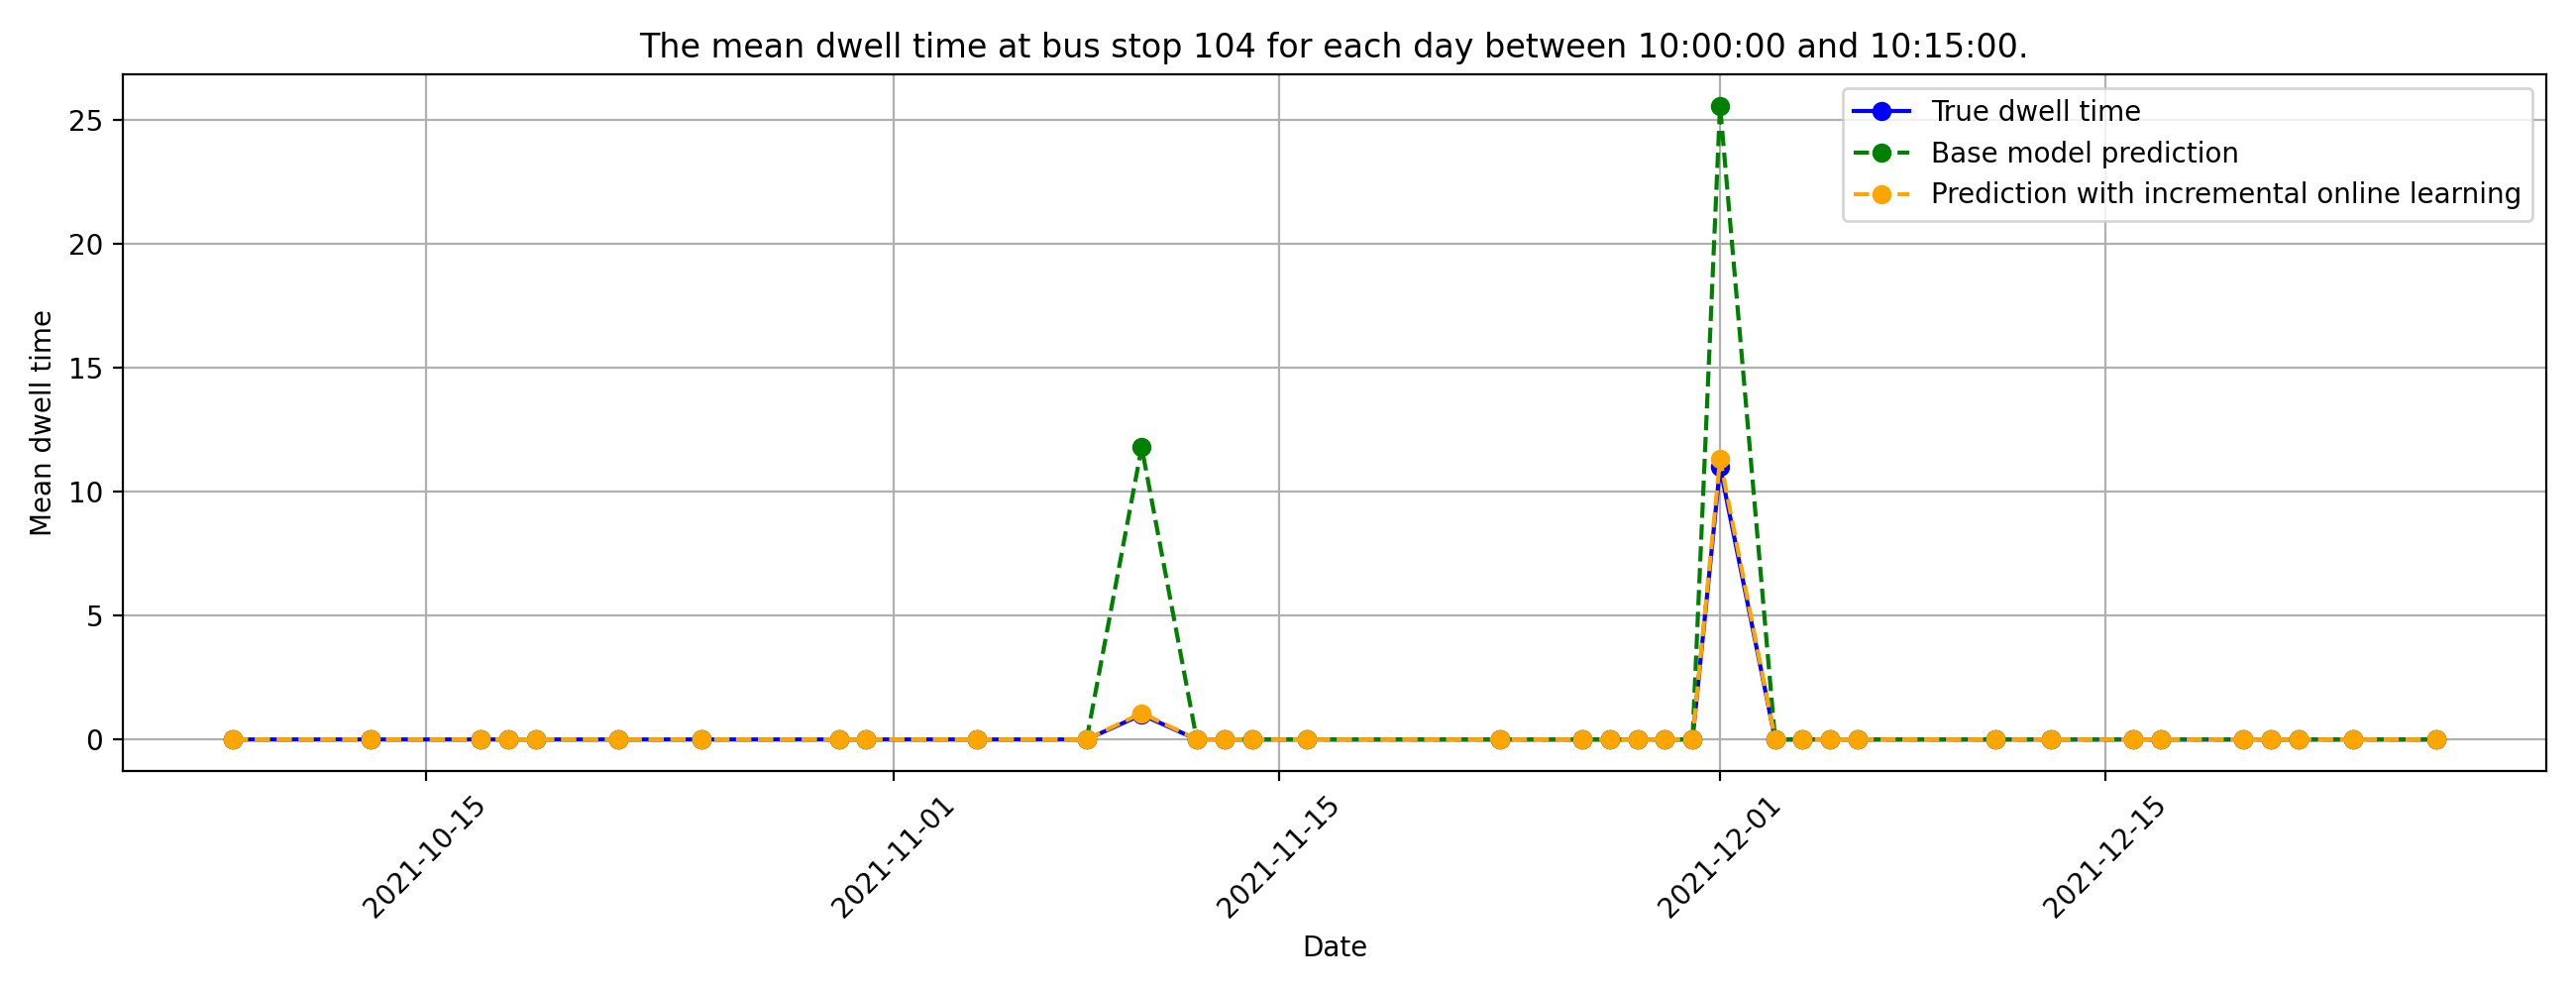 The mean dwell time at bus stop 104 for each day between 10:00:00 and 10:15:00.
True dwell time
Base model prediction
Prediction with incremental online learning
Mean dwell time
25
20
15
10
5
0
2021-10-15
2021-11-01
2021-11-15
2021-12-01
2021-12-15
Date